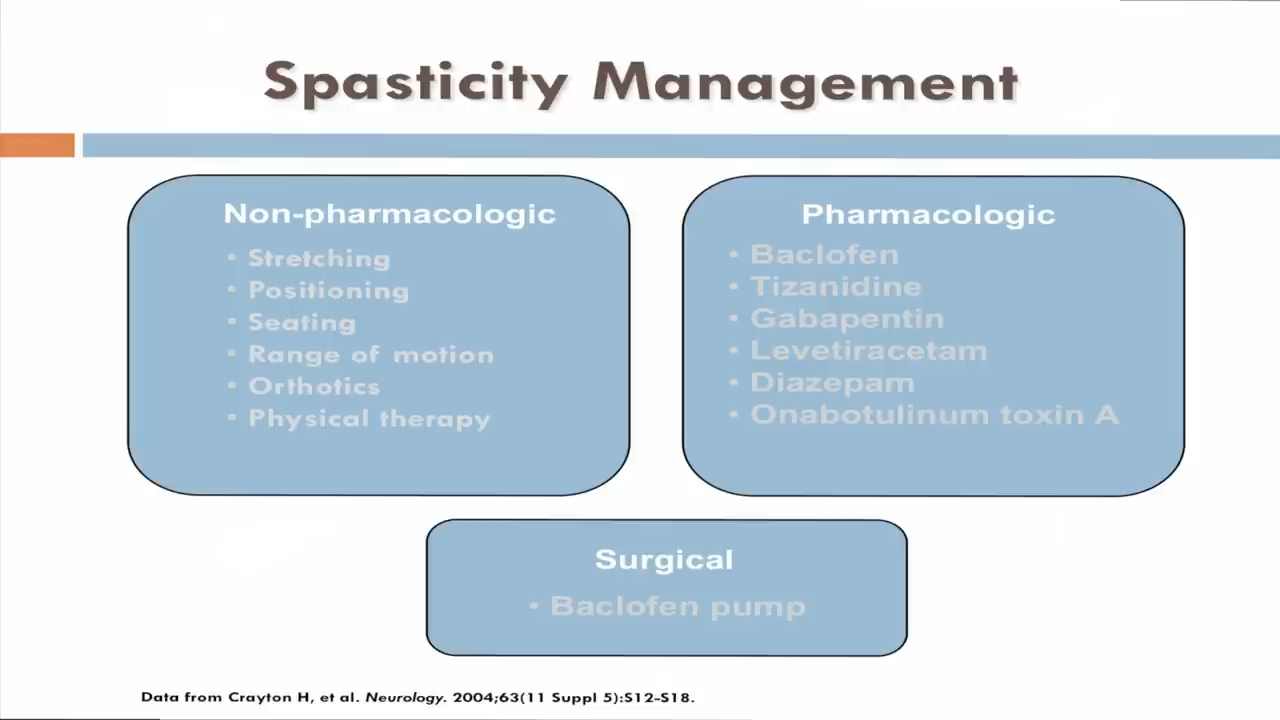 Spasticity Management
Non-pharmacologic
• Stretching
• Positioning
• Seating
• Range of motion
• Orthotics
• Physical therapy
Pharmacologic
• Baclofen
• Tizanidine
• Gabapentin
• Levetiracetam
• Diazepam
• Onabotulinum toxin A
Surgical
• Baclofen pump
Data from Crayton H, et al. Neurology. 2004;63(11 Suppl 5):S12-S18.